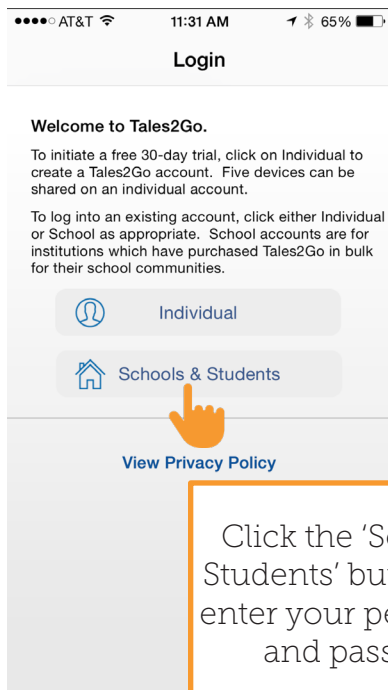 AT&T 11:31 AM 65%
Login
Welcome to Tales2Go.
To initiate a free 30-day trial, click on Individual to
create a Tales2Go account. Five devices can be
shared on an individual account.
To log into an existing account, click either Individual
or School as appropriate. School accounts are for
institutions which have purchased Tales2Go in bulk
for their school communities.
Individual
Schools & Students
View Privacy Policy
Click the ‘S
Students’ bu
enter your pe
and pass